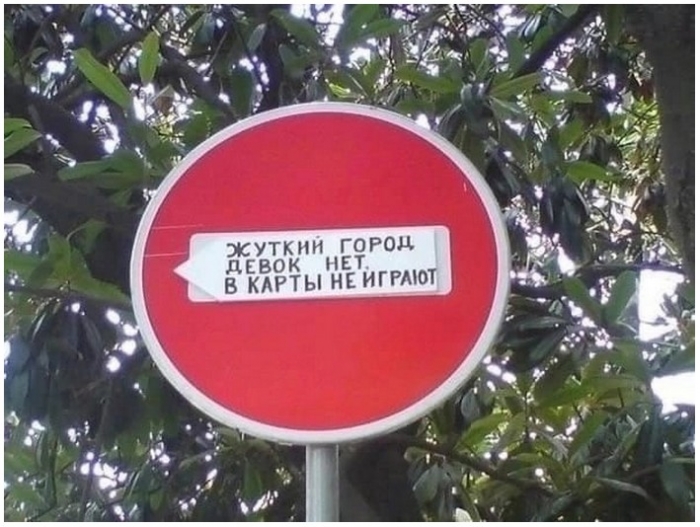 ЖУТКИЙ ГОРОД
ДЕВОК НЕТ,
В КАРТЫ НЕ ИГРАЮТ